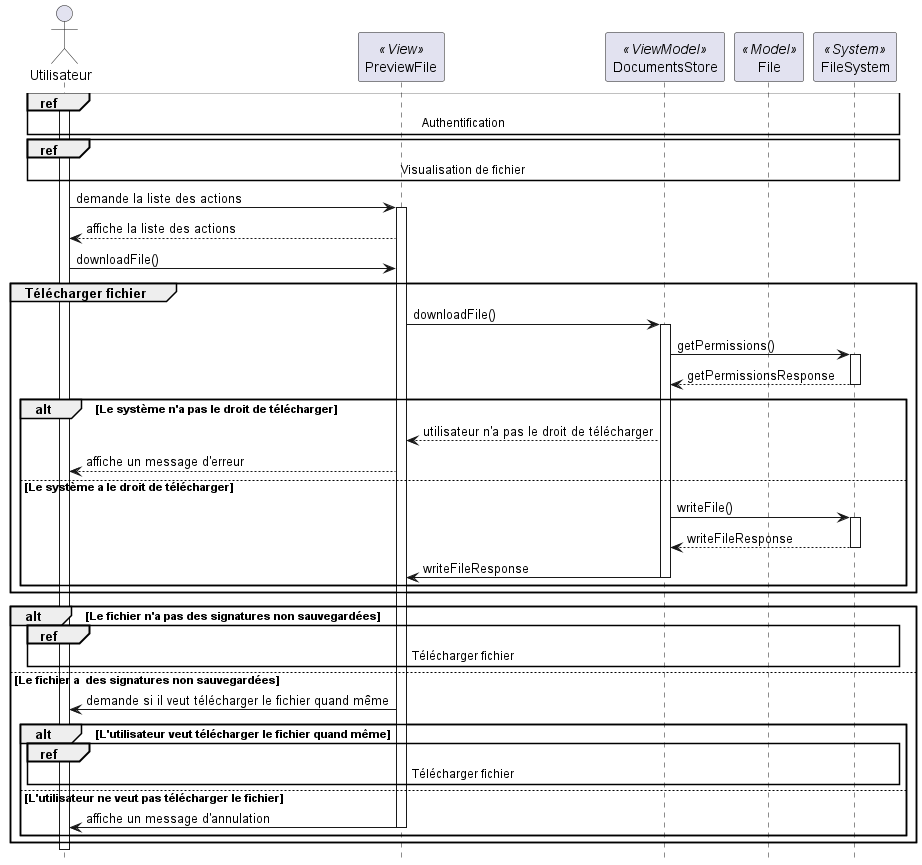 Utilisateur
«View»
PreviewFile
«ViewModel»
DocumentsStore
«Model»
File
«System»
FileSystem
ref
Authentification
ref
Visualisation de fichier
demande la liste des actions
affiche la liste des actions
downloadFile()
Télécharger fichier
downloadFile()
getPermissions()
getPermissionsResponse
alt [Le système n'a pas le droit de télécharger]
utilisateur n'a pas le droit de télécharger
affiche un message d'erreur
[Le système a le droit de télécharger]
writeFile()
writeFileResponse
writeFileResponse
alt [Le fichier n'a pas des signatures non sauvegardées]
ref
Télécharger fichier
[Le fichier a  des signatures non sauvegardées]
demande si il veut télécharger le fichier quand même
alt [L'utilisateur veut télécharger le fichier quand même]
ref
Télécharger fichier
[L'utilisateur ne veut pas télécharger le fichier]
affiche un message d'annulation